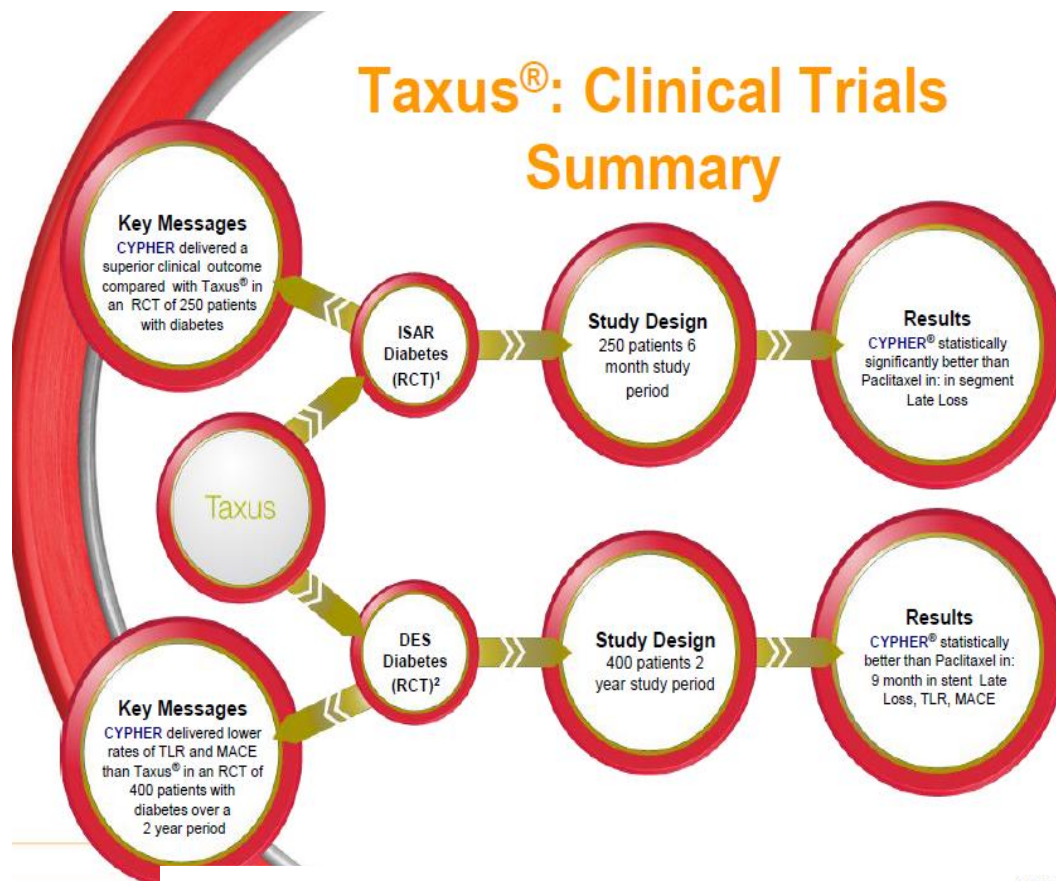 Taxus®: Clinical Trials
Summary
Key Messages
CYPHER delivered a
superior clinical outcome
compared with Taxus® in
an RCT of 250 patients
with diabetes
ISAR
Diabetes
(RCT)¹
Study Design
250 patients 6
month study
period
Results
CYPHER® statistically
significantly better than
Paclitaxel in: in segment
Late Loss
Taxus
DES
Diabetes
(RCT)²
Study Design
400 patients 2
year study period
Results
CYPHER® statistically
better than Paclitaxel in:
9 month in stent Late
Loss, TLR, MACE
Key Messages
CYPHER delivered lower
rates of TLR and MACE
than Taxus® in an RCT of
400 patients with
diabetes over a
2 year period